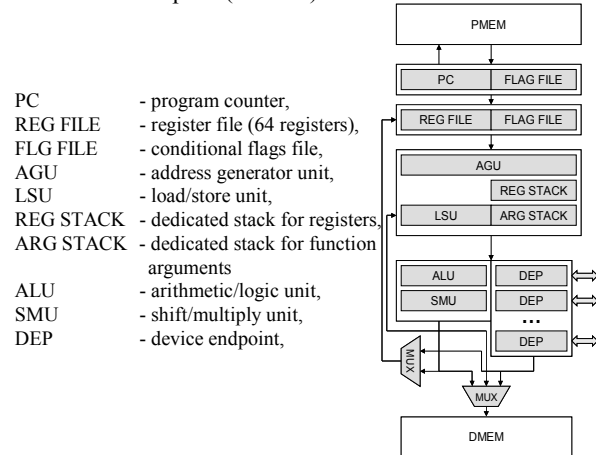 PC - program counter,
REG FILE - register file (64 registers),
FLG FILE - conditional flags file,
AGU - address generator unit,
LSU - load/store unit,
REG STACK - dedicated stack for registers,
ARG STACK - dedicated stack for function
arguments
ALU - arithmetic/logic unit,
SMU - shift/multiply unit,
DEP - device endpoint,
PMEM
PC FLAG FILE
REG FILE FLAG FILE
AGU
REG STACK
LSU ARG STACK
ALU DEP
SMU DEP
...
DEP
MUX
MUX
DMEM